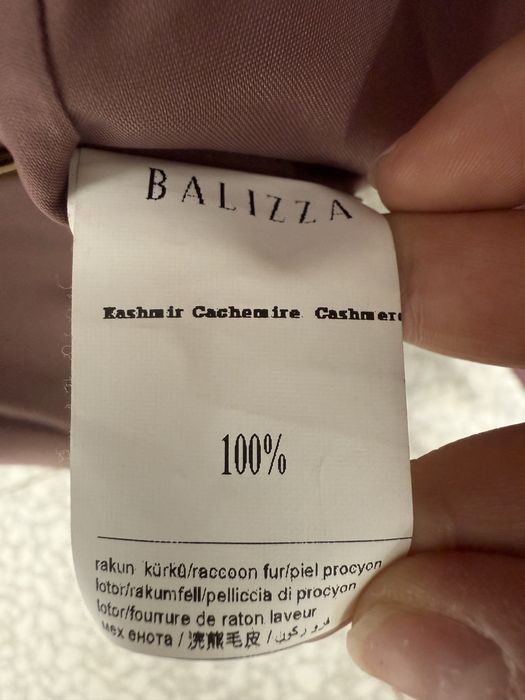 BALIZZA
Kashmir Cachemire Cashmere
100%
rakun kürkü/raccoon fur/piel procyon
lotor/rakumfell/pelliccia di procyon
lotor/fourrure de raton laveur
мех енота / 浣熊毛皮 /